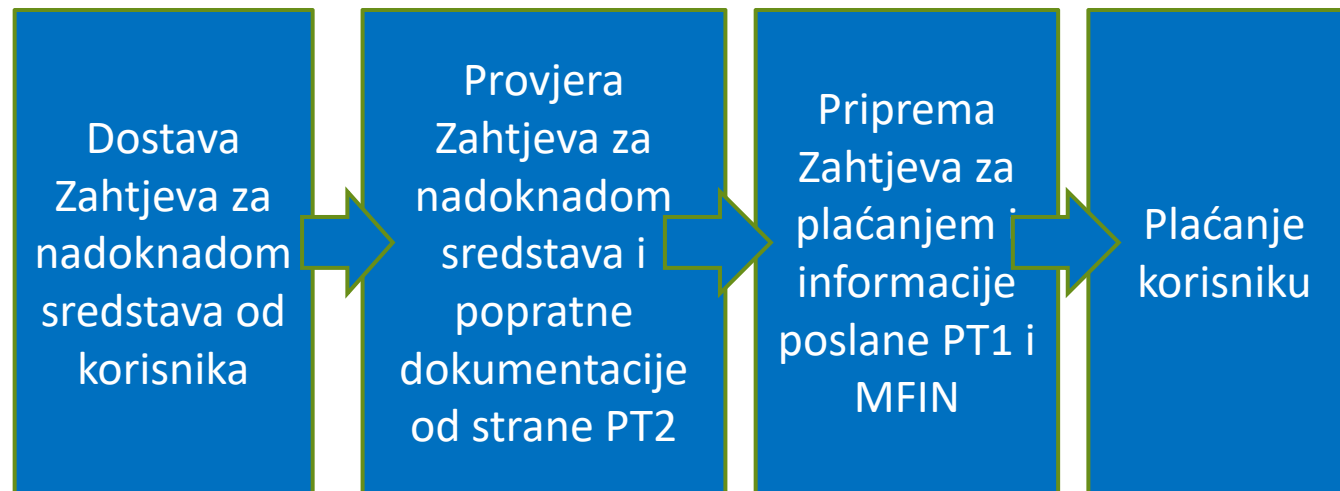 Dostava
Zahtjeva za
nadoknadom
sredstava od
korisnika
Provjera
Zahtjeva za
nadoknadom
sredstava i
popratne
dokumentacije
od strane PT2
Priprema
Zahtjeva za
plaćanjem i
informacije
poslane PT1 i
MFIN
Plaćanje
korisniku